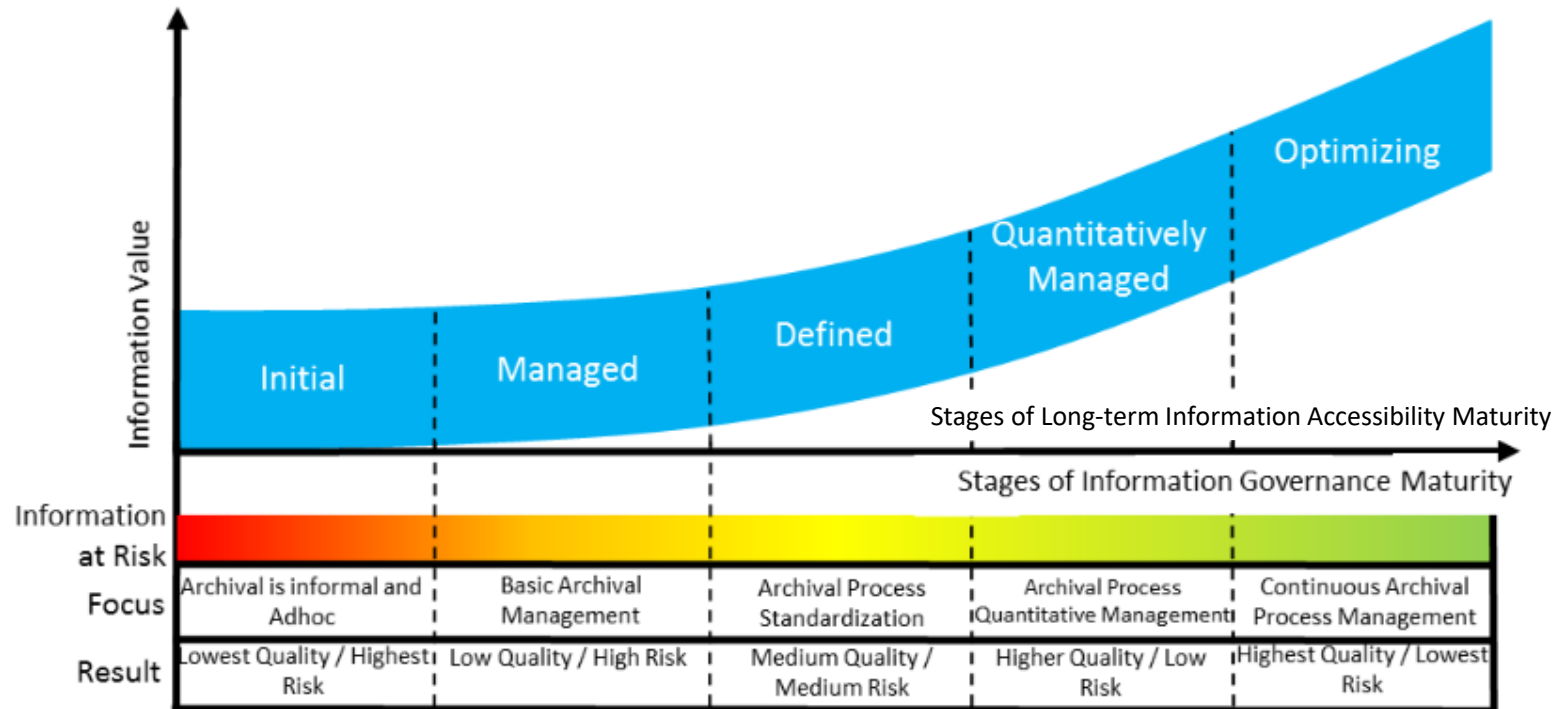 Information Value
Initial
Managed
Defined
Quantitatively
Managed
Optimizing
Stages of Long-term Information Accessibility Maturity
Stages of Information Governance Maturity
Information
at Risk
Focus
Archival is informal and
Adhoc
Basic Archival
Management
Archival Process
Standardization
Archival Process
Quantitative Management
Continuous Archival
Process Management
Result
Lowest Quality / Highest
Risk
Low Quality / High Risk
Medium Quality /
Medium Risk
Higher Quality / Low
Risk
Highest Quality / Lowest
Risk